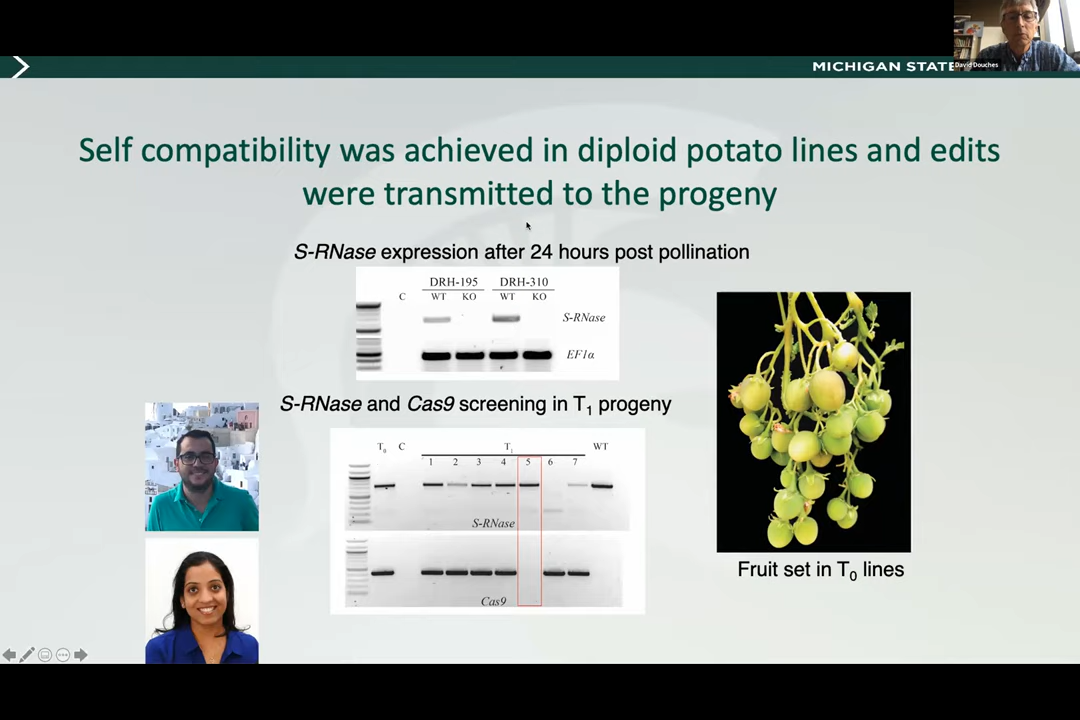 MICHIGAN STATE
David Douches
Self compatibility was achieved in diploid potato lines and edits
were transmitted to the progeny
S-RNase expression after 24 hours post pollination
DRH-195 DRH-310
C WT KO WT KO
S-RNase
EF1α
S-RNase and Cas9 screening in T₁ progeny
T₀ C T₁ WT
1 2 3 4 5 6 7
S-RNase
Cas9
Fruit set in T₀ lines